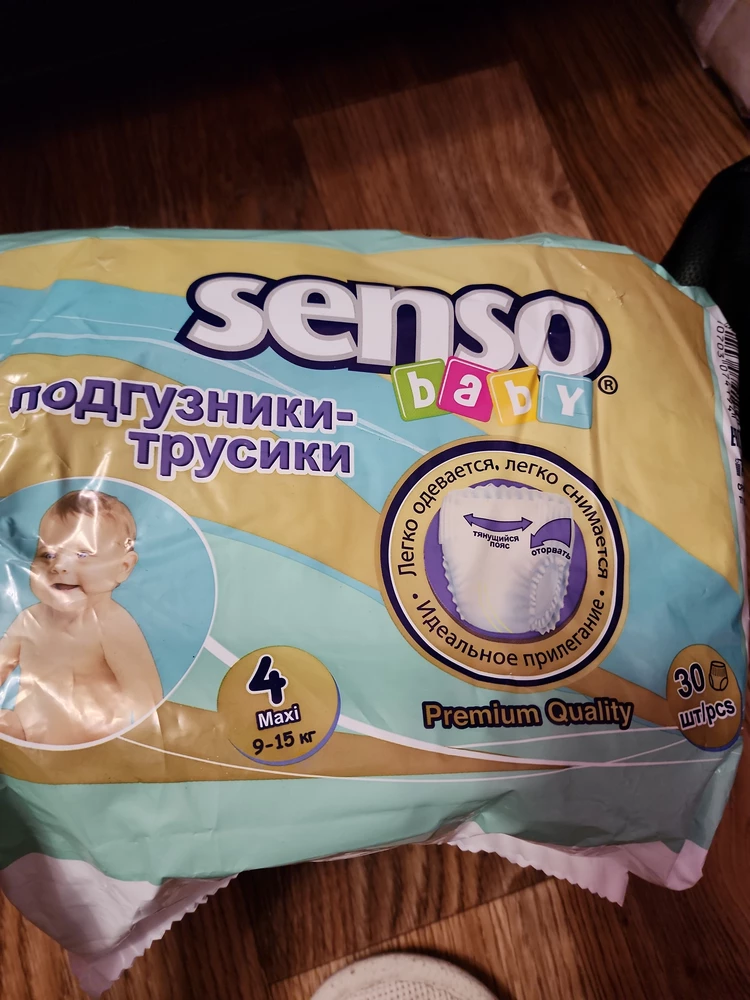 senso
baby
®
подгузники-
трусики
Легко одевается, легко снимается
• Идеальное прилегание •
тянущийся
пояс
оторвать
4
Maxi
9-15 кг
Premium Quality
30
шт/pcs